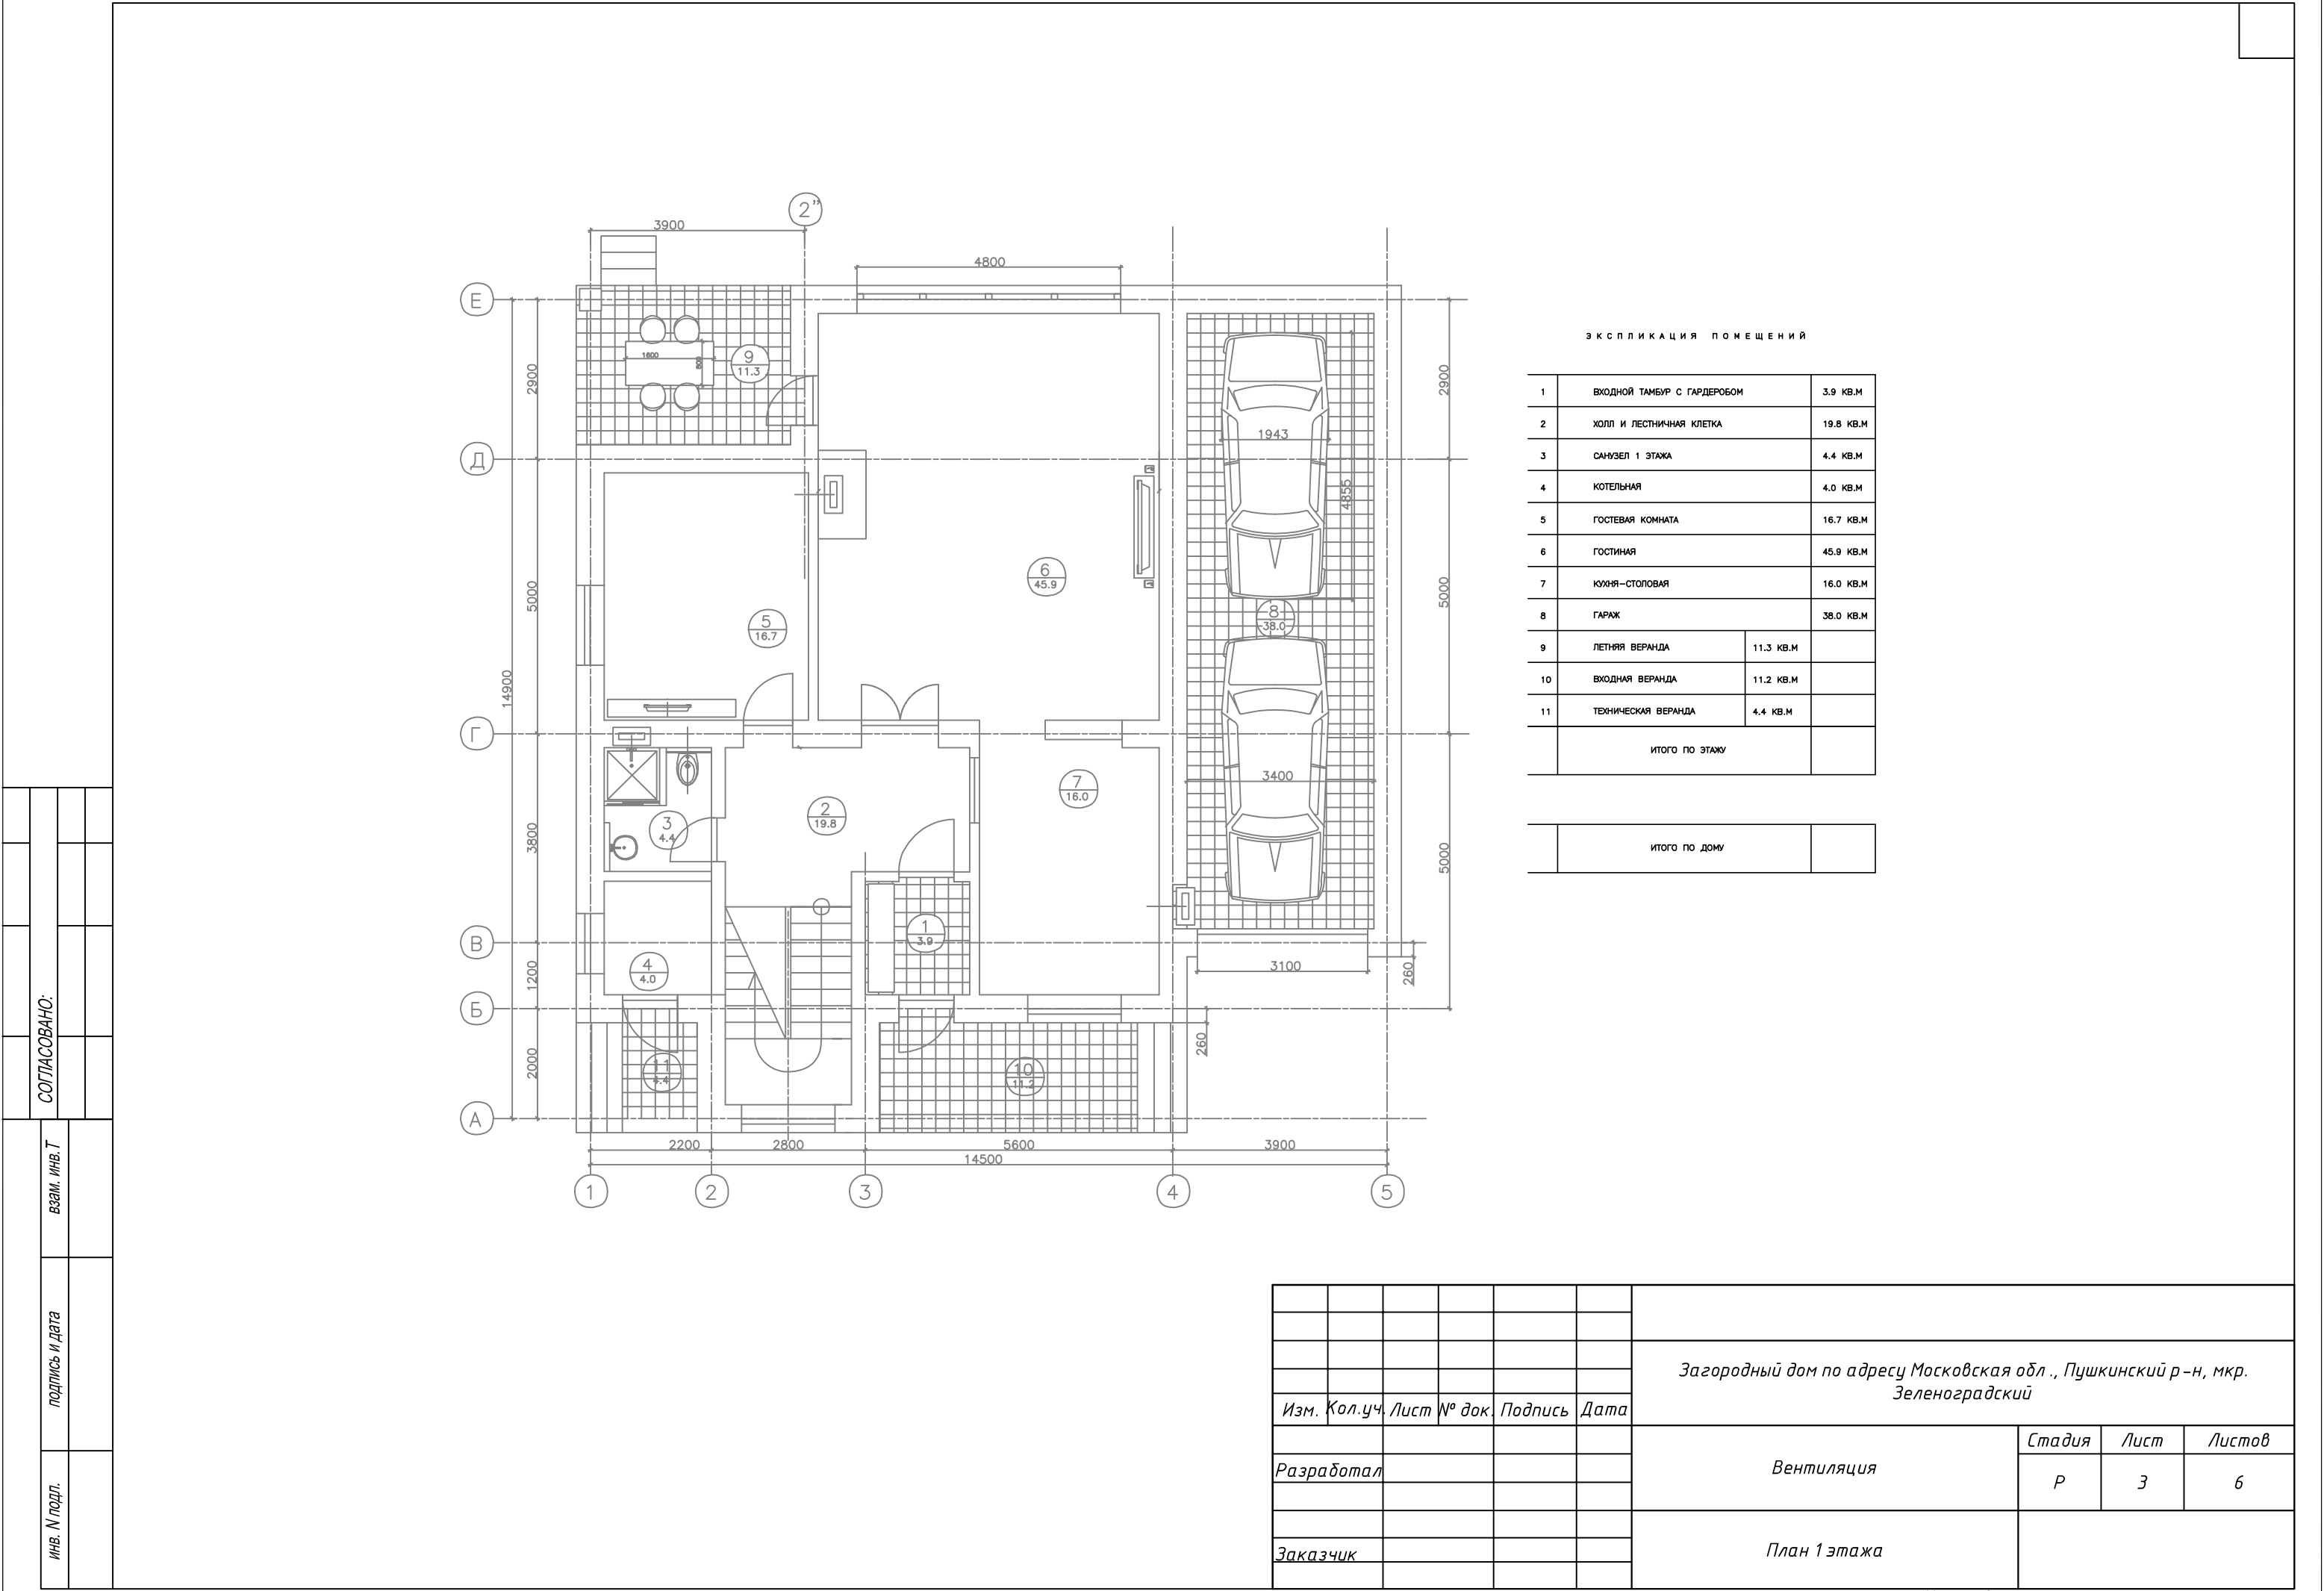 2"
3900
4800
Е
9
11.3
1600
800
2900
2900
1943
Д
4855
6
45.9
5000
5000
5
16.7
8
38.0
14900
Г
3400
7
16.0
2
19.8
3
4.4
3800
5000
1
3.9
В
4
4.0
3100
260
1200
Б
260
2000
11
4.4
10
11.2
А
2200
2800
5600
3900
14500
1
2
3
4
5
ЭКСПЛИКАЦИЯ ПОМЕЩЕНИЙ
1 ВХОДНОЙ ТАМБУР С ГАРДЕРОБОМ 3.9 КВ.М
2 ХОЛЛ И ЛЕСТНИЧНАЯ КЛЕТКА 19.8 КВ.М
3 САНУЗЕЛ 1 ЭТАЖА 4.4 КВ.М
4 КОТЕЛЬНАЯ 4.0 КВ.М
5 ГОСТЕВАЯ КОМНАТА 16.7 КВ.М
6 ГОСТИНАЯ 45.9 КВ.М
7 КУХНЯ-СТОЛОВАЯ 16.0 КВ.М
8 ГАРАЖ 38.0 КВ.М
9 ЛЕТНЯЯ ВЕРАНДА 11.3 КВ.М
10 ВХОДНАЯ ВЕРАНДА 11.2 КВ.М
11 ТЕХНИЧЕСКАЯ ВЕРАНДА 4.4 КВ.М
ИТОГО ПО ЭТАЖУ
ИТОГО ПО ДОМУ
СОГЛАСОВАНО:
ВЗАМ. ИНВ. Т
ПОДПИСЬ И ДАТА
ИНВ. N ПОДЛ.
Загородный дом по адресу Московская обл., Пушкинский р-н, мкр.
Зеленоградский
Изм. Кол.уч. Лист № док. Подпись Дата
Стадия Лист Листов
Разработал
Вентиляция
Р 3 6
Заказчик
План 1 этажа